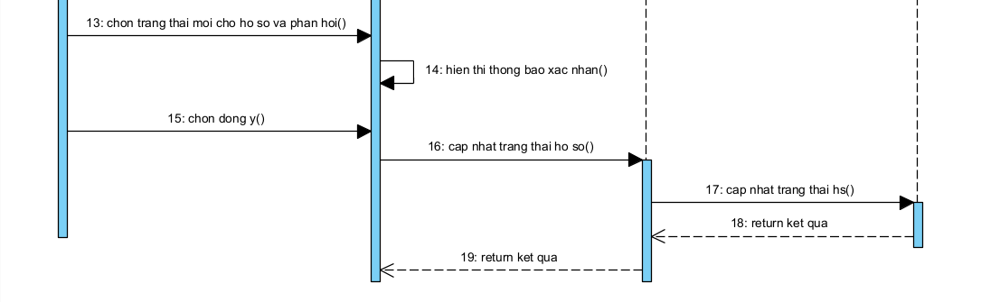 13: chon trang thai moi cho ho so va phan hoi()
14: hien thi thong bao xac nhan()
15: chon dong y()
16: cap nhat trang thai ho so()
17: cap nhat trang thai hs()
18: return ket qua
19: return ket qua